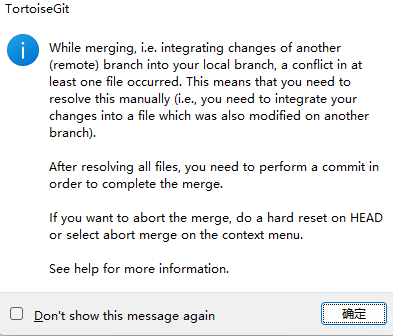 TortoiseGit
While merging, i.e. integrating changes of another
(remote) branch into your local branch, a conflict in at
least one file occurred. This means that you need to
resolve this manually (i.e., you need to integrate your
changes into a file which was also modified on another
branch).
After resolving all files, you need to perform a commit in
order to complete the merge.
If you want to abort the merge, do a hard reset on HEAD
or select abort merge on the context menu.
See help for more information.
Don't show this message again
确定